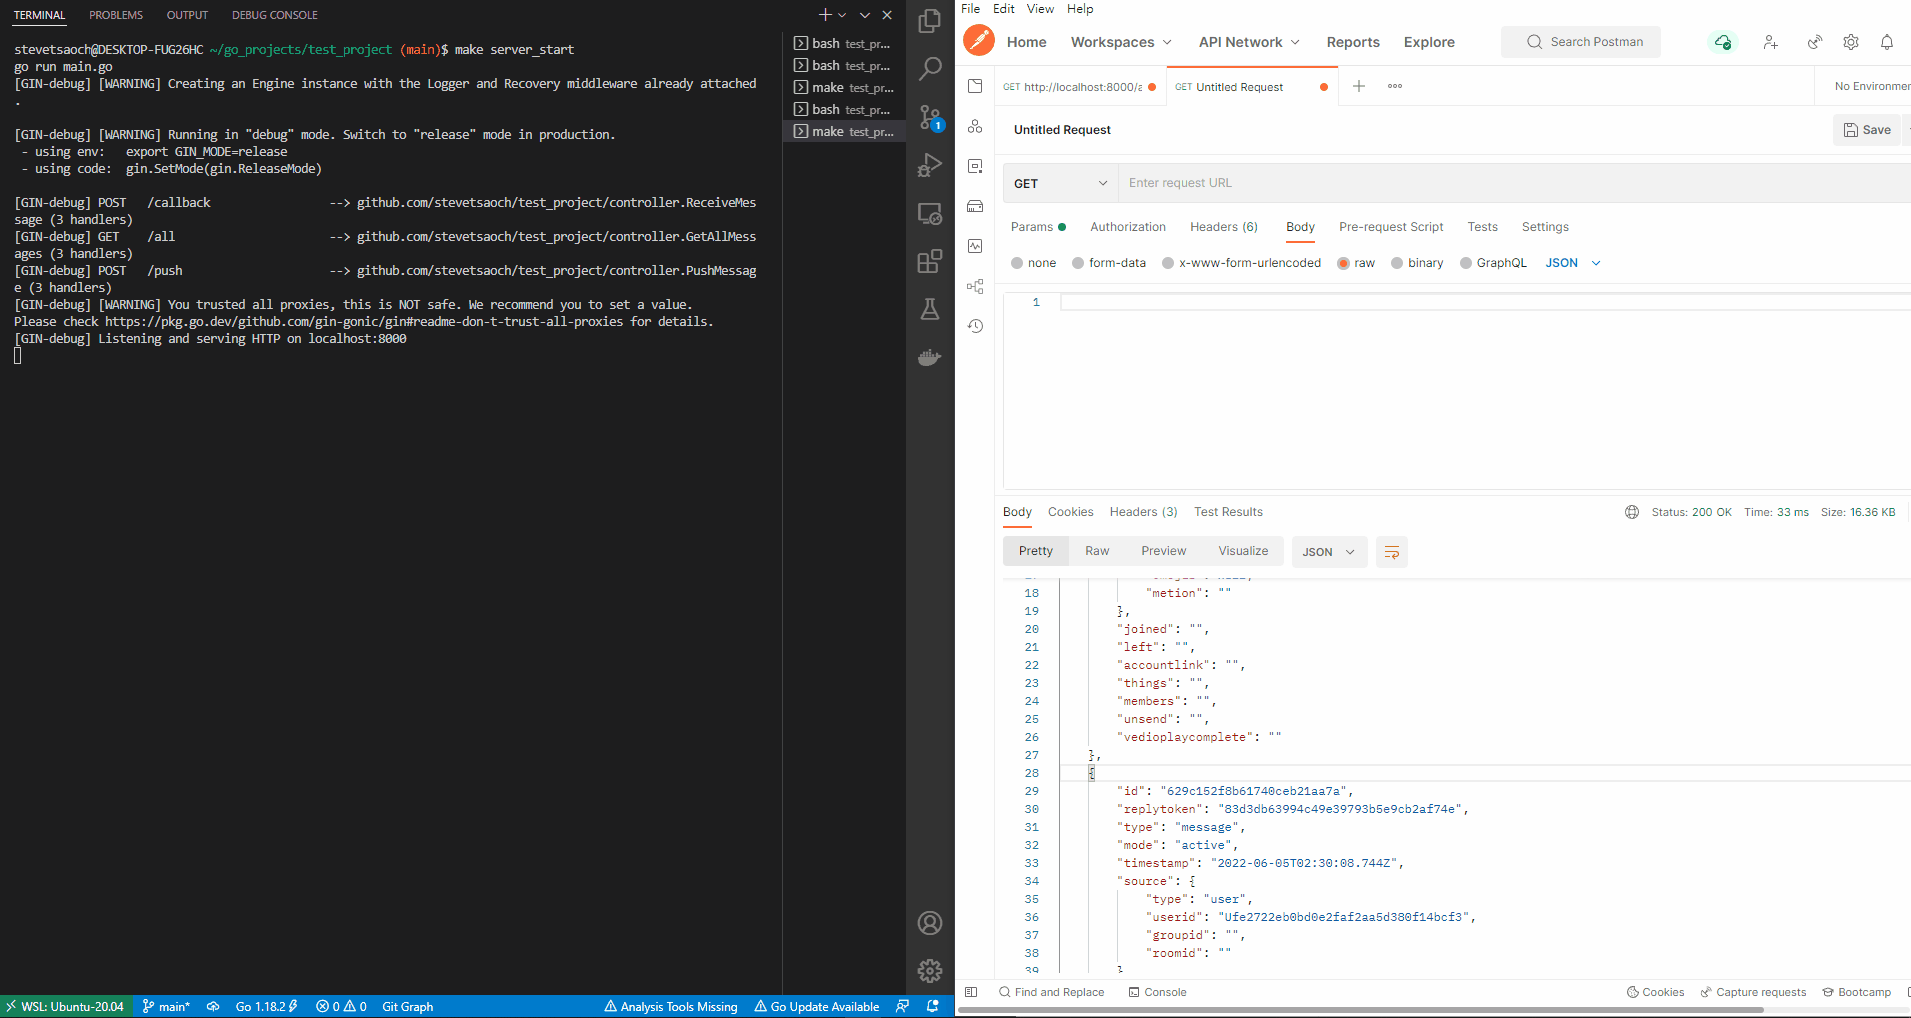 TERMINAL PROBLEMS OUTPUT DEBUG CONSOLE
stevetsaoch@DESKTOP-FUG26HC ~/go_projects/test_project (main)$ make server_start
go run main.go
[GIN-debug] [WARNING] Creating an Engine instance with the Logger and Recovery middleware already attached
.
[GIN-debug] [WARNING] Running in "debug" mode. Switch to "release" mode in production.
- using env: export GIN_MODE=release
- using code: gin.SetMode(gin.ReleaseMode)
[GIN-debug] POST /callback --> github.com/stevetsaoch/test_project/controller.ReceiveMes
sage (3 handlers)
[GIN-debug] GET /all --> github.com/stevetsaoch/test_project/controller.GetAllMess
ages (3 handlers)
[GIN-debug] POST /push --> github.com/stevetsaoch/test_project/controller.PushMessag
e (3 handlers)
[GIN-debug] [WARNING] You trusted all proxies, this is NOT safe. We recommend you to set a value.
Please check https://pkg.go.dev/github.com/gin-gonic/gin#readme-don-t-trust-all-proxies for details.
[GIN-debug] Listening and serving HTTP on localhost:8000
bash test_pr...
bash test_pr...
make test_pr...
bash test_pr...
make test_pr...
1
WSL: Ubuntu-20.04 main* Go 1.18.2 0 0 Git Graph Analysis Tools Missing Go Update Available
File Edit View Help
Home Workspaces API Network Reports Explore Search Postman
GET http://localhost:8000/a GET Untitled Request No Environmen
Untitled Request Save
GET Enter request URL
Params Authorization Headers (6) Body Pre-request Script Tests Settings
none form-data x-www-form-urlencoded raw binary GraphQL JSON
1
Body Cookies Headers (3) Test Results Status: 200 OK Time: 33 ms Size: 16.36 KB
Pretty Raw Preview Visualize JSON
18 "metion": ""
19 },
20 "joined": "",
21 "left": "",
22 "accountlink": "",
23 "things": "",
24 "members": "",
25 "unsend": "",
26 "vedioplaycomplete": ""
27 },
28 {
29 "id": "629c152f8b61740ceb21aa7a",
30 "replytoken": "83d3db63994c49e39793b5e9cb2af74e",
31 "type": "message",
32 "mode": "active",
33 "timestamp": "2022-06-05T02:30:08.744Z",
34 "source": {
35 "type": "user",
36 "userid": "Ufe2722eb0bd0e2faf2aa5d380f14bcf3",
37 "groupid": "",
38 "roomid": ""
39 }
Find and Replace Console Cookies Capture requests Bootcamp